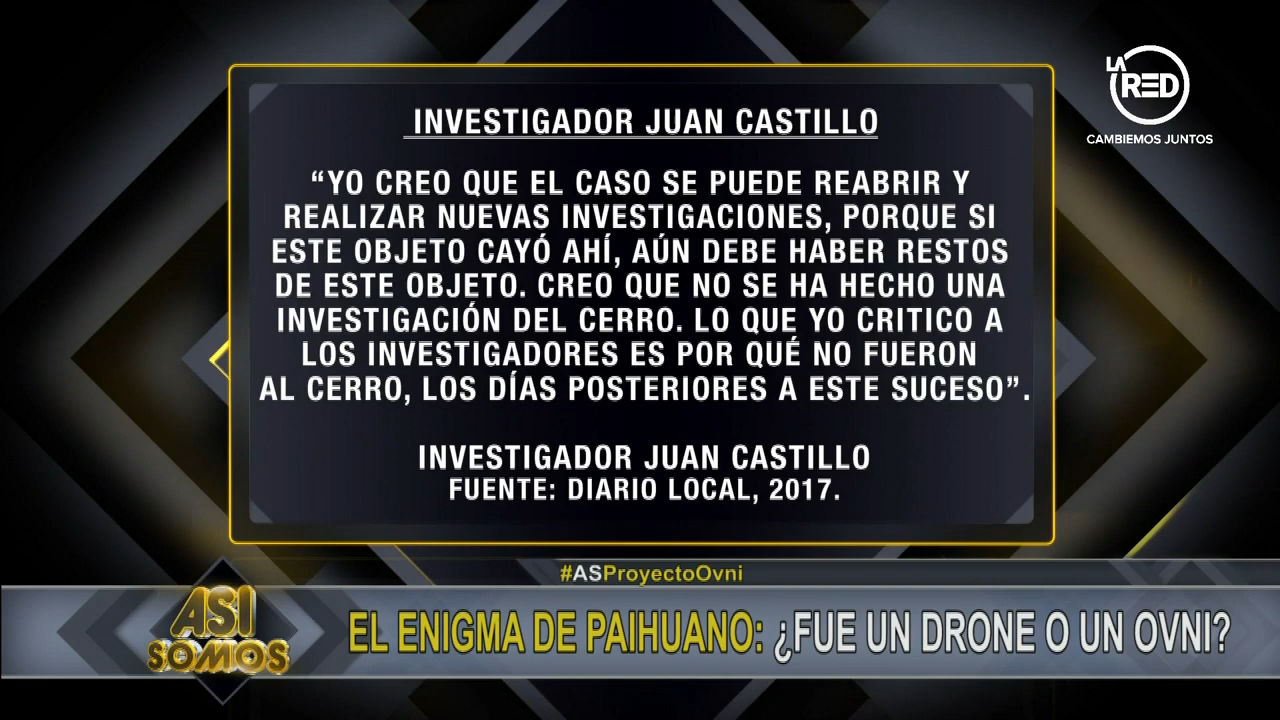 INVESTIGADOR JUAN CASTILLO
“YO CREO QUE EL CASO SE PUEDE REABRIR Y
REALIZAR NUEVAS INVESTIGACIONES, PORQUE SI
ESTE OBJETO CAYÓ AHÍ, AÚN DEBE HABER RESTOS
DE ESTE OBJETO. CREO QUE NO SE HA HECHO UNA
INVESTIGACIÓN DEL CERRO. LO QUE YO CRITICO A
LOS INVESTIGADORES ES POR QUÉ NO FUERON
AL CERRO, LOS DÍAS POSTERIORES A ESTE SUCESO”.
INVESTIGADOR JUAN CASTILLO
FUENTE: DIARIO LOCAL, 2017.
LA
RED
CAMBIEMOS JUNTOS
#ASProyectoOvni
ASI
SOMOS
EL ENIGMA DE PAIHUANO: ¿FUE UN DRONE O UN OVNI?